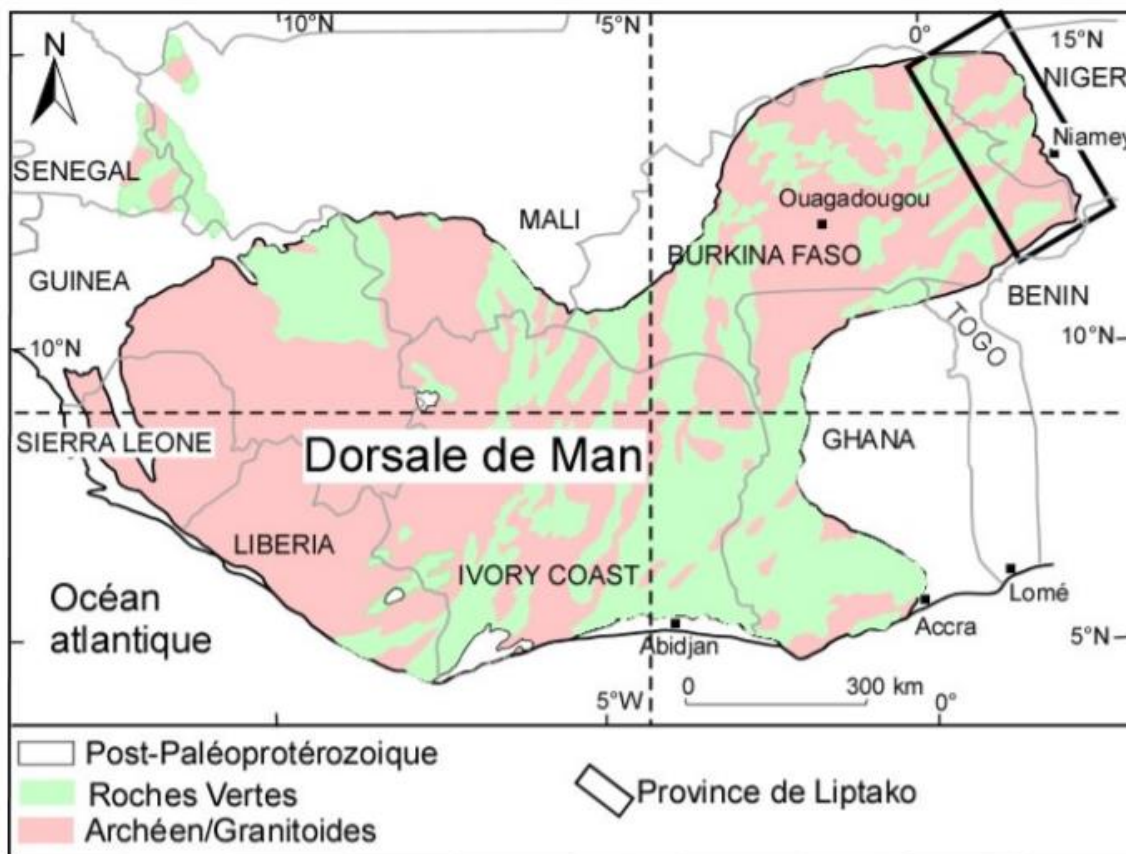 10°N
5°N
0°
15°N
N
NIGER
Niamey
SENEGAL
Ouagadougou
MALI
BURKINA FASO
GUINEA
BENIN
TOGO
10°N
10°N
SIERRA LEONE
Dorsale de Man
GHANA
LIBERIA
IVORY COAST
Océan
atlantique
Lomé
Accra
Abidjan
5°N
5°W
0
300 km
0°
Post-Paléoprotérozoique
Roches Vertes
Archéen/Granitoides
Province de Liptako